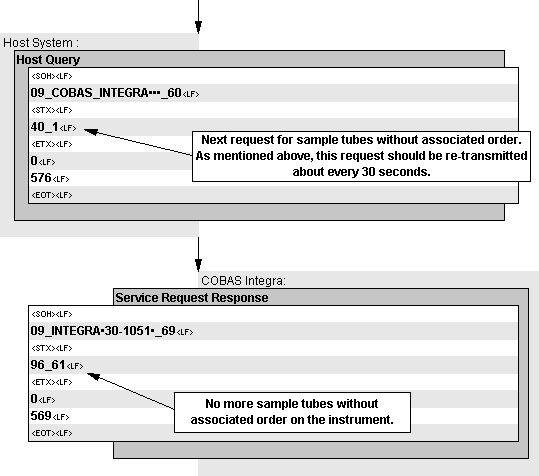 Host System :
Host Query
<SOH><LF>
09_COBAS_INTEGRA▪▪▪_60<LF>
<STX><LF>
40_1<LF>
<ETX><LF>
0<LF>
576<LF>
<EOT><LF>
Next request for sample tubes without associated order.
As mentioned above, this request should be re-transmitted
about every 30 seconds.
COBAS Integra:
Service Request Response
<SOH><LF>
09_INTEGRA▪30-1051▪_69<LF>
<STX><LF>
96_61<LF>
<ETX><LF>
0<LF>
569<LF>
<EOT><LF>
No more sample tubes without
associated order on the instrument.